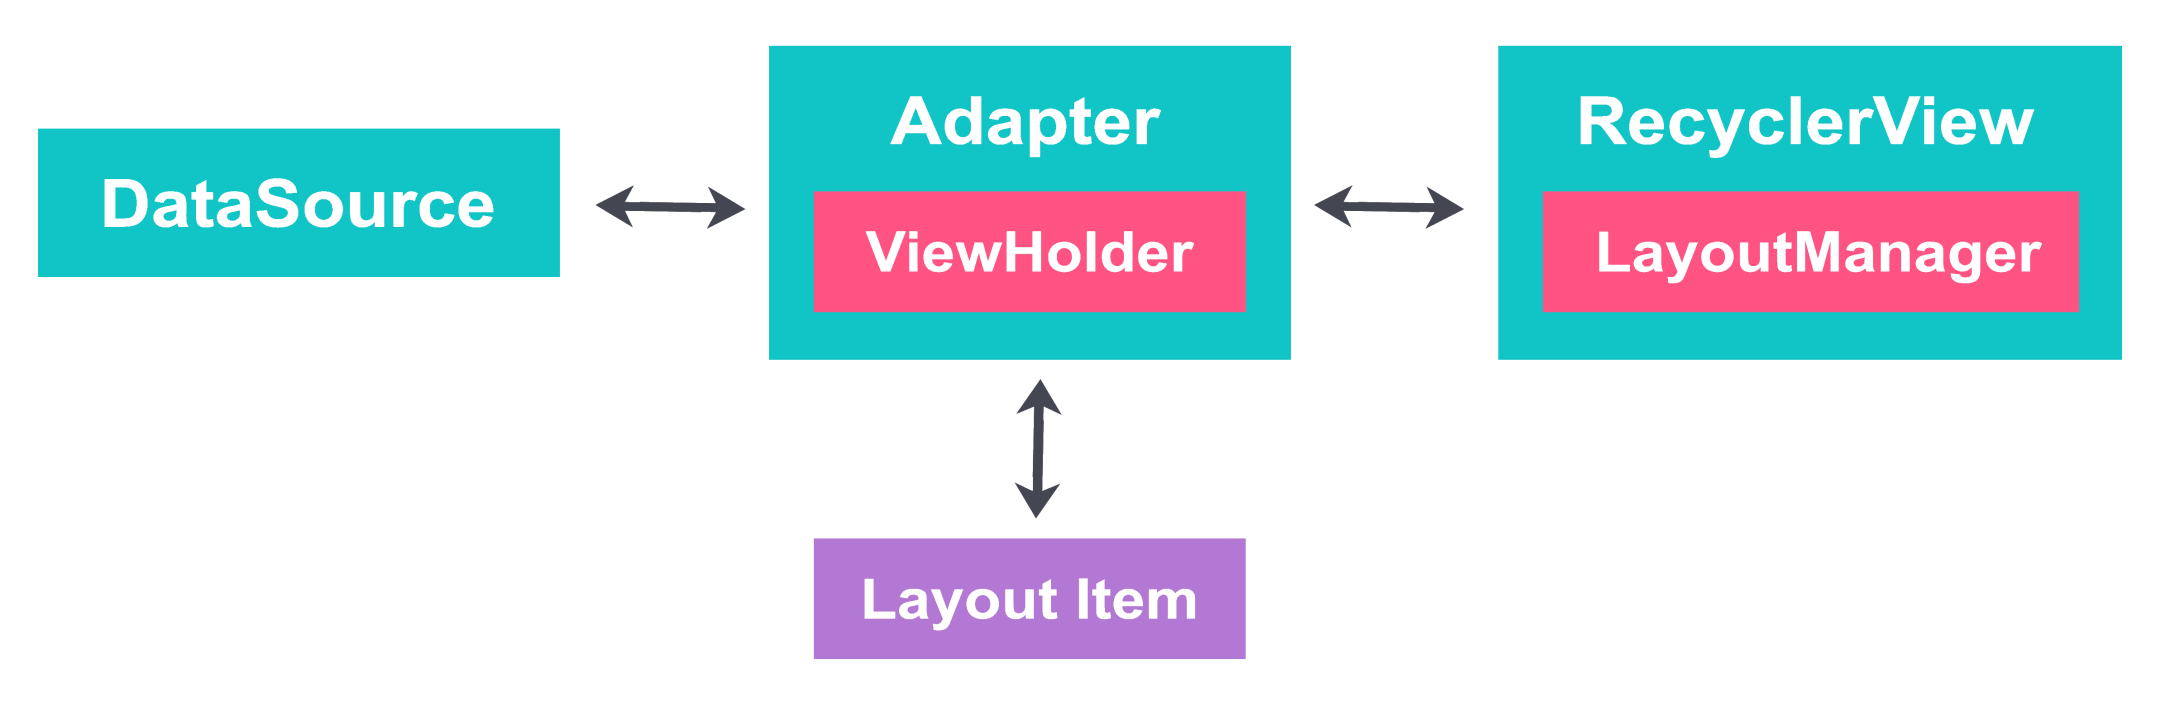 DataSource
Adapter
ViewHolder
RecyclerView
LayoutManager
Layout Item